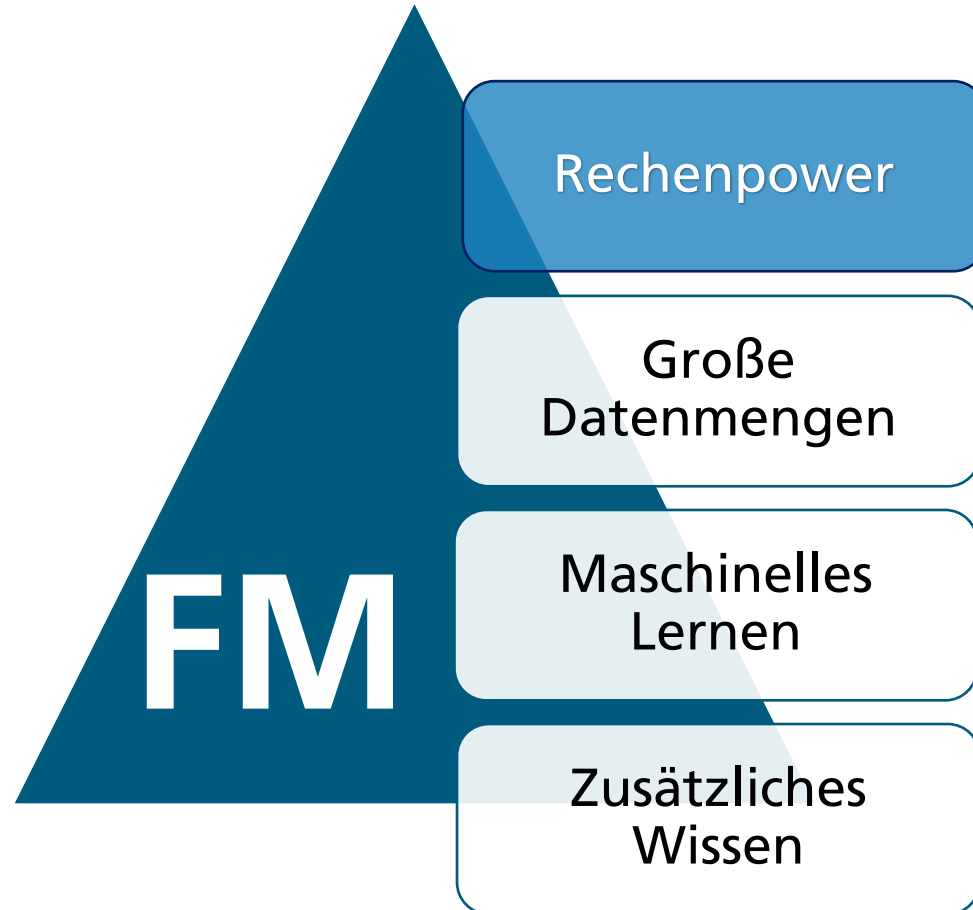 Rechenpower
Große
Datenmengen
Maschinelles
Lernen
FM
Zusätzliches
Wissen